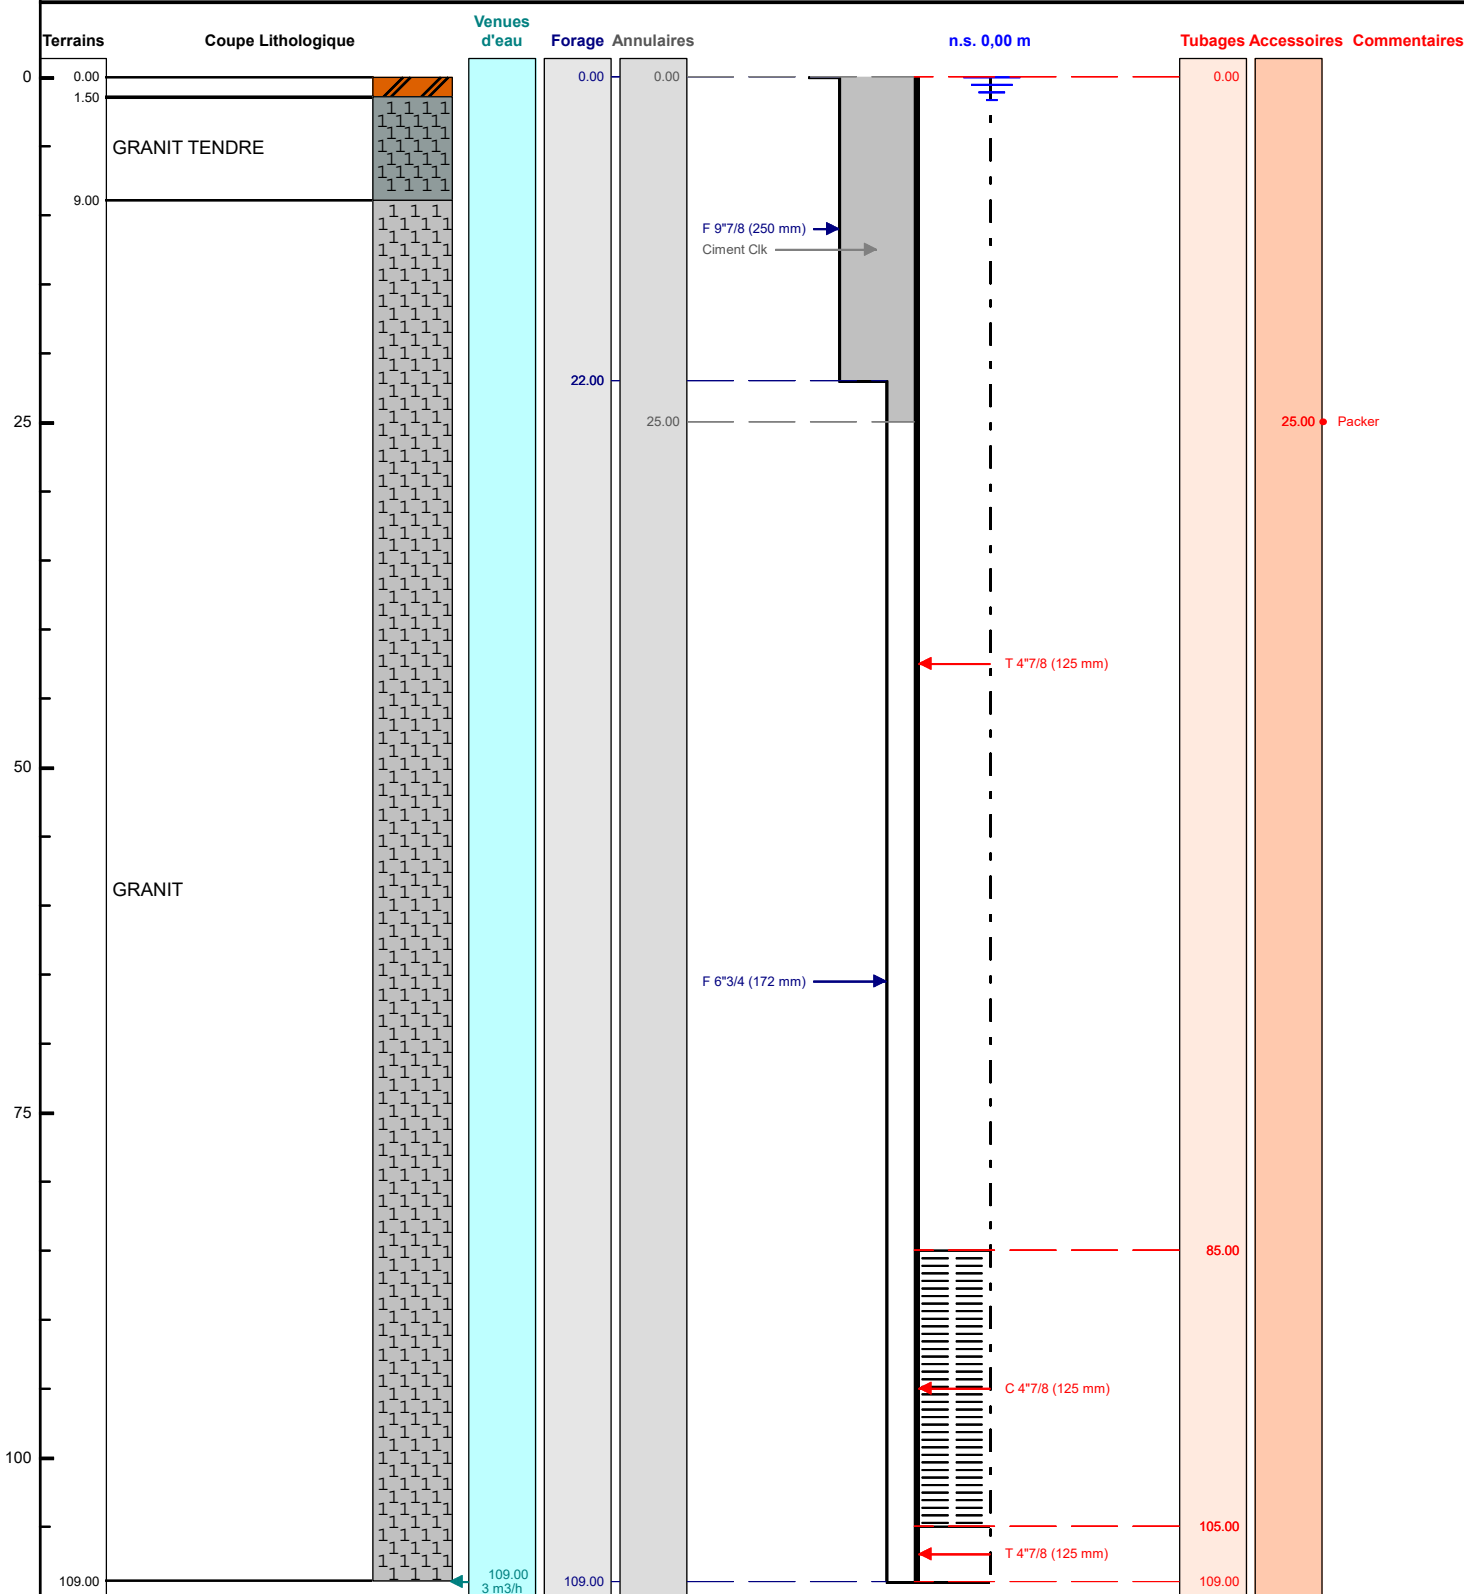 Terrains
Coupe Lithologique
Venues
d'eau
Forage
Annulaires
n.s. 0,00 m
Tubages
Accessoires
Commentaires
0
0.00
0.00
0.00
0.00
1.50
GRANIT TENDRE
9.00
F 9"7/8 (250 mm)
Ciment Clk
22.00
25
25.00
25.00
Packer
T 4"7/8 (125 mm)
50
GRANIT
F 6"3/4 (172 mm)
75
85.00
C 4"7/8 (125 mm)
100
105.00
T 4"7/8 (125 mm)
109.00
109.00
3 m3/h
109.00
109.00